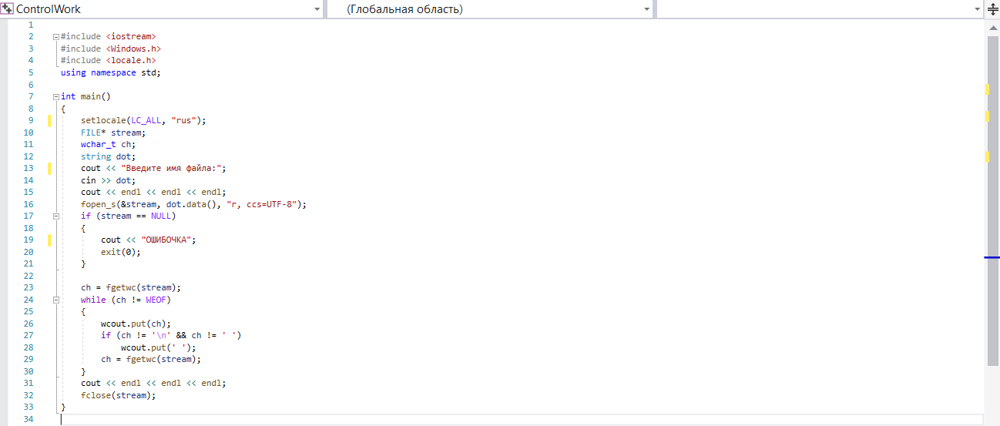 ControlWork (Глобальная область)
1
2 #include <iostream>
3 #include <Windows.h>
4 #include <locale.h>
5 using namespace std;
6
7 int main()
8 {
9 setlocale(LC_ALL, "rus");
10 FILE* stream;
11 wchar_t ch;
12 string dot;
13 cout << "Введите имя файла:";
14 cin >> dot;
15 cout << endl << endl << endl;
16 fopen_s(&stream, dot.data(), "r, ccs=UTF-8");
17 if (stream == NULL)
18 {
19 cout << "ОШИБОЧКА";
20 exit(0);
21 }
22
23 ch = fgetwc(stream);
24 while (ch != WEOF)
25 {
26 wcout.put(ch);
27 if (ch != '\n' && ch != ' ')
28 wcout.put(' ');
29 ch = fgetwc(stream);
30 }
31 cout << endl << endl << endl;
32 fclose(stream);
33 }
34